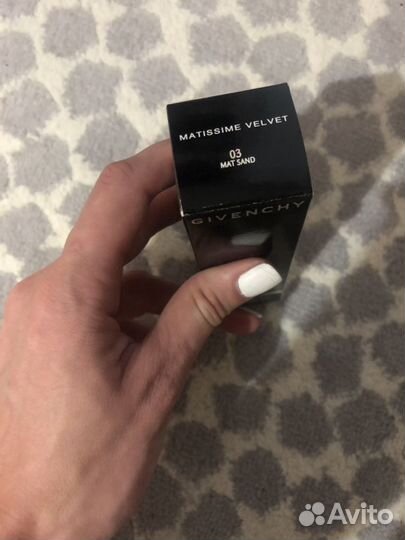 MATISSIME VELVET
03
MAT SAND
GIVENCHY
Avito